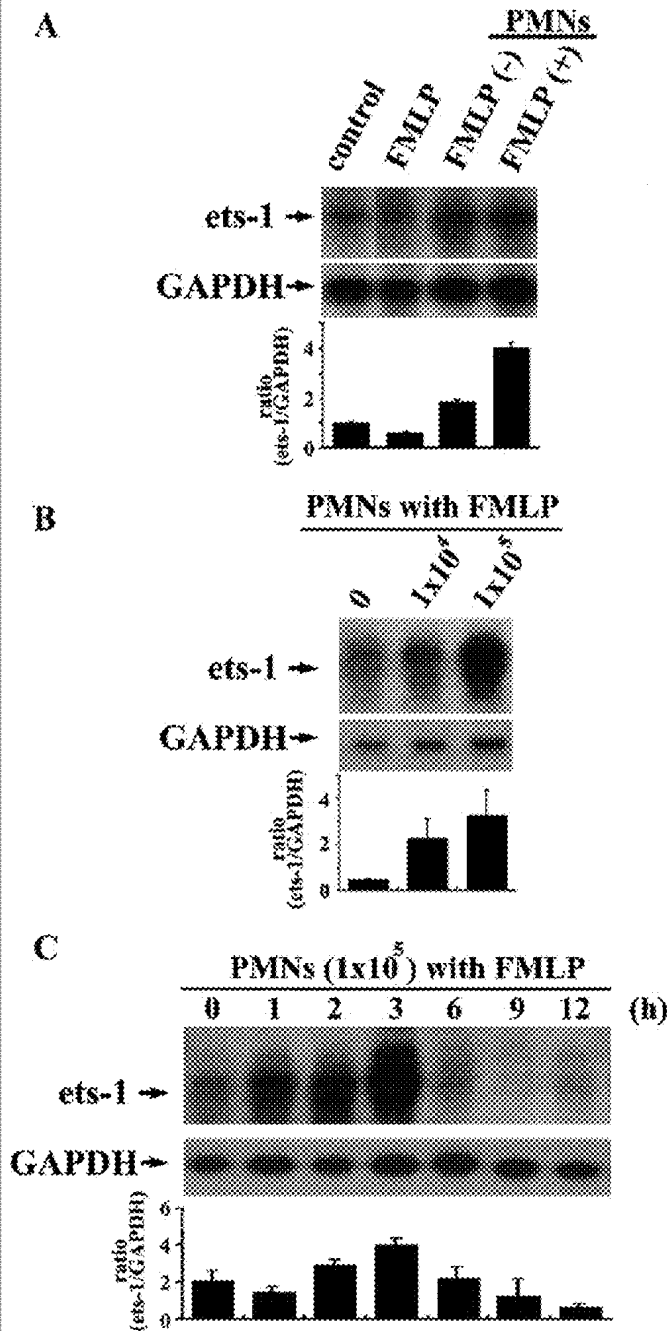 A
PMNs
control
FMLP
FMLP (-)
FMLP (+)
ets-1
GAPDH
ratio
(ets-1/GAPDH)
4
2
0
B
PMNs with FMLP
0
1x10⁴
1x10⁵
ets-1
GAPDH
ratio
(ets-1/GAPDH)
4
2
0
C
PMNs (1x10⁵) with FMLP
0 1 2 3 6 9 12 (h)
ets-1
GAPDH
ratio
(ets-1/GAPDH)
6
4
2
0